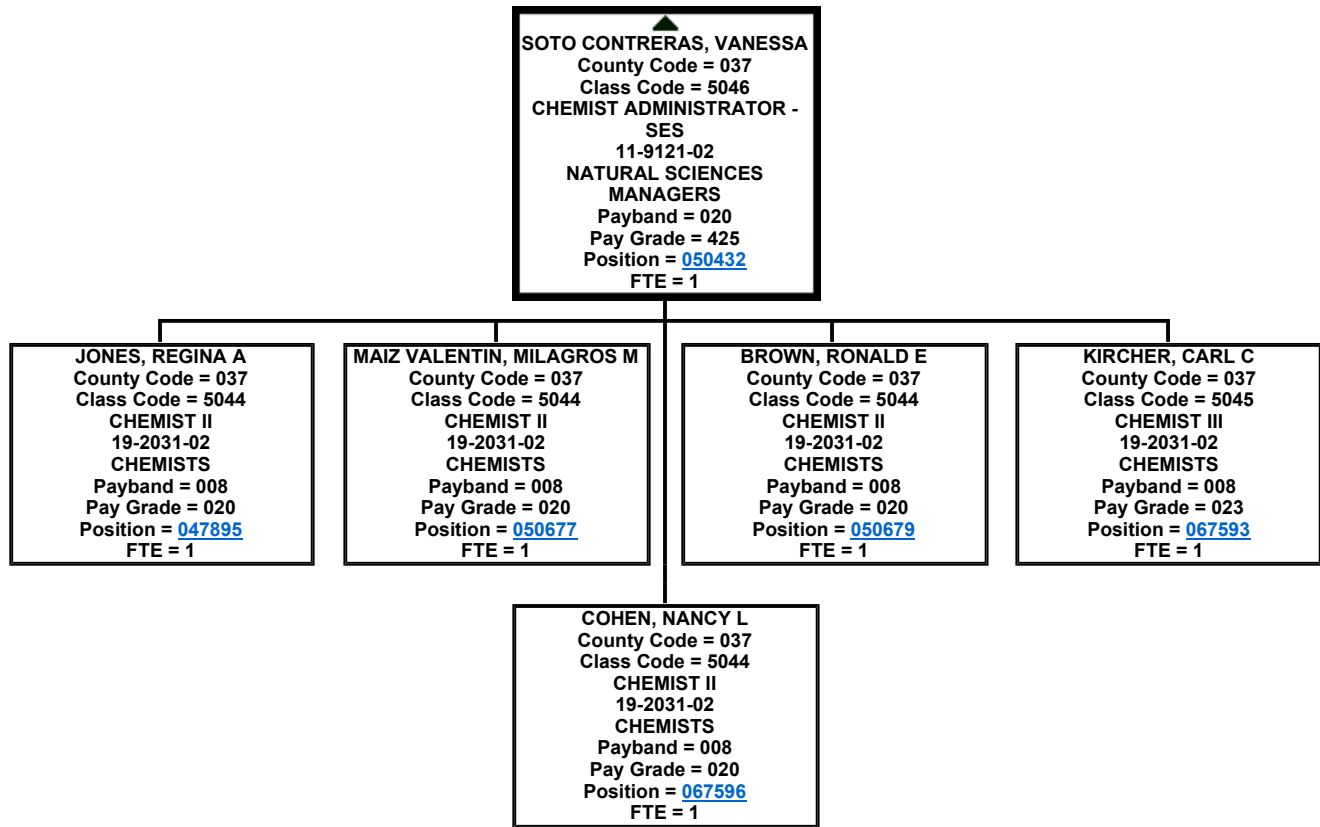 SOTO CONTRERAS, VANESSA
County Code = 037
Class Code = 5046
CHEMIST ADMINISTRATOR -
SES
11-9121-02
NATURAL SCIENCES
MANAGERS
Payband = 020
Pay Grade = 425
Position = 050432
FTE = 1
JONES, REGINA A
County Code = 037
Class Code = 5044
CHEMIST II
19-2031-02
CHEMISTS
Payband = 008
Pay Grade = 020
Position = 047895
FTE = 1
MAIZ VALENTIN, MILAGROS M
County Code = 037
Class Code = 5044
CHEMIST II
19-2031-02
CHEMISTS
Payband = 008
Pay Grade = 020
Position = 050677
FTE = 1
BROWN, RONALD E
County Code = 037
Class Code = 5044
CHEMIST II
19-2031-02
CHEMISTS
Payband = 008
Pay Grade = 020
Position = 050679
FTE = 1
KIRCHER, CARL C
County Code = 037
Class Code = 5045
CHEMIST III
19-2031-02
CHEMISTS
Payband = 008
Pay Grade = 023
Position = 067593
FTE = 1
COHEN, NANCY L
County Code = 037
Class Code = 5044
CHEMIST II
19-2031-02
CHEMISTS
Payband = 008
Pay Grade = 020
Position = 067596
FTE = 1